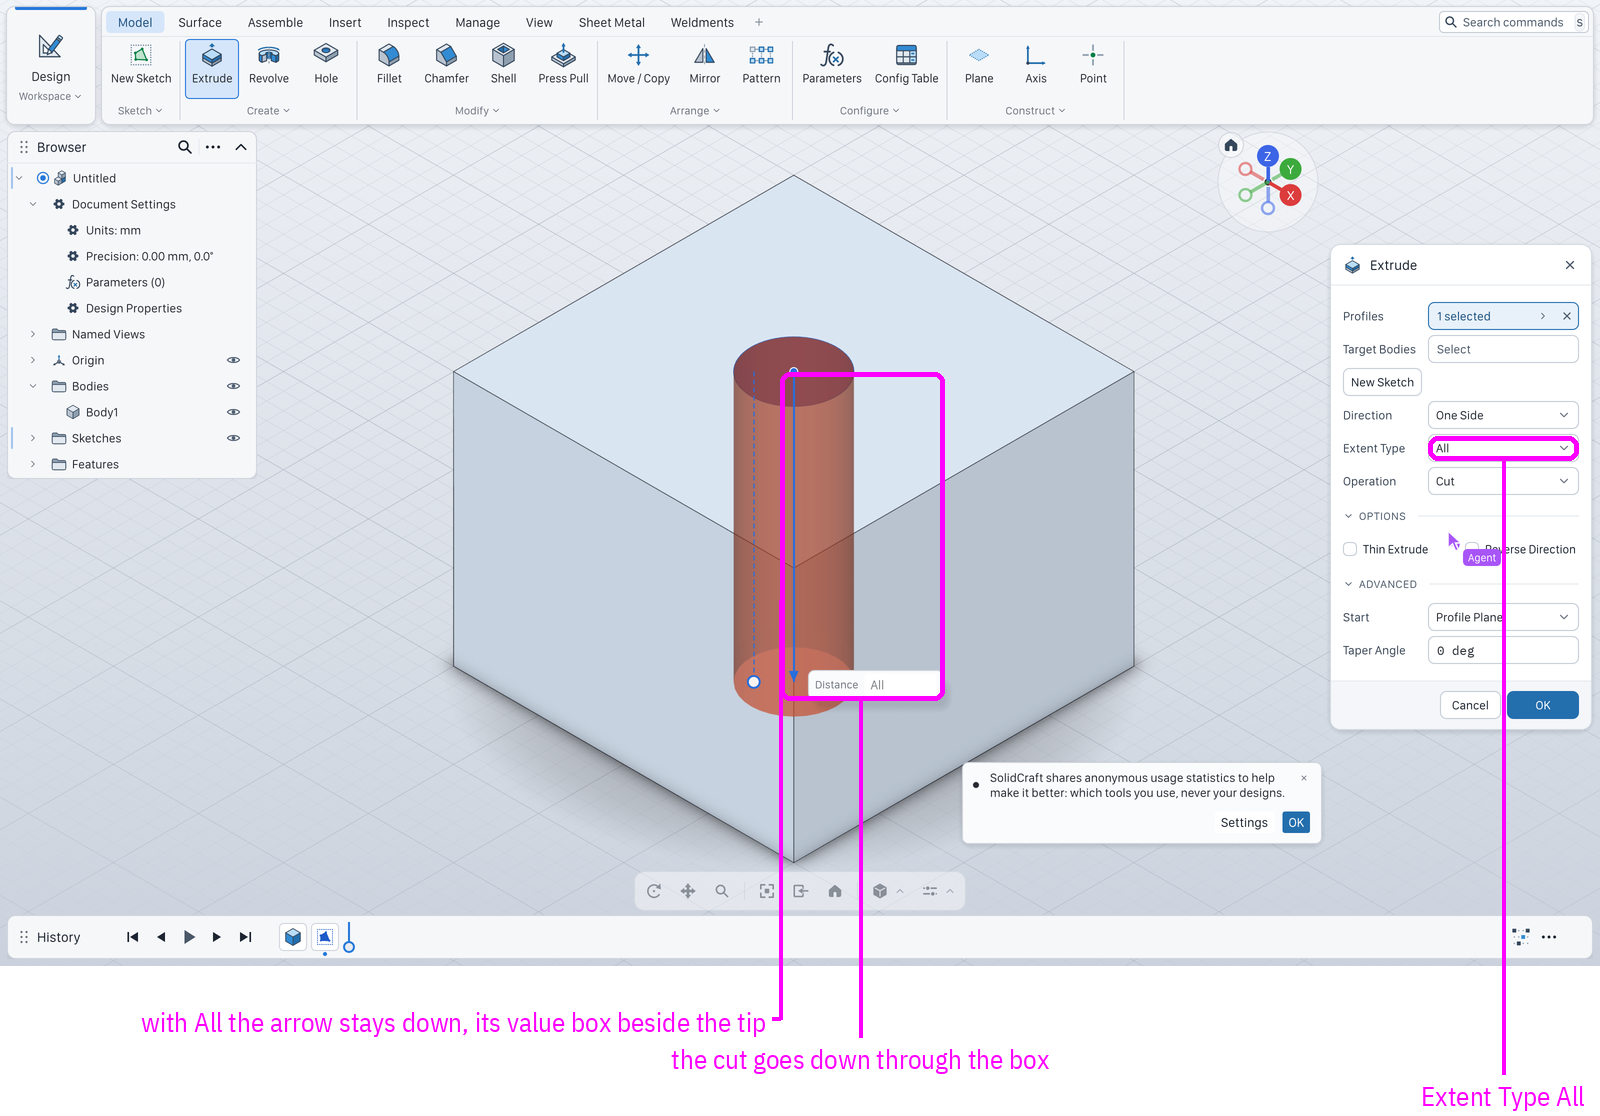 Design
Workspace
Model
Surface
Assemble
Insert
Inspect
Manage
View
Sheet Metal
Weldments
+
Search commands
S
New Sketch
Extrude
Revolve
Hole
Fillet
Chamfer
Shell
Press Pull
Move / Copy
Mirror
Pattern
Parameters
Config Table
Plane
Axis
Point
Sketch
Create
Modify
Arrange
Configure
Construct
Browser
Untitled
Document Settings
Units: mm
Precision: 0.00 mm, 0.0°
Parameters (0)
Design Properties
Named Views
Origin
Bodies
Body1
Sketches
Features
Z
Y
X
Extrude
Profiles
1 selected
Target Bodies
Select
New Sketch
Direction
One Side
Extent Type
All
Operation
Cut
OPTIONS
Thin Extrude
Reverse Direction
Agent
ADVANCED
Start
Profile Plane
Taper Angle
0 deg
Cancel
OK
Distance
All
SolidCraft shares anonymous usage statistics to help
make it better: which tools you use, never your designs.
Settings
OK
History
with All the arrow stays down, its value box beside the tip
the cut goes down through the box
Extent Type All